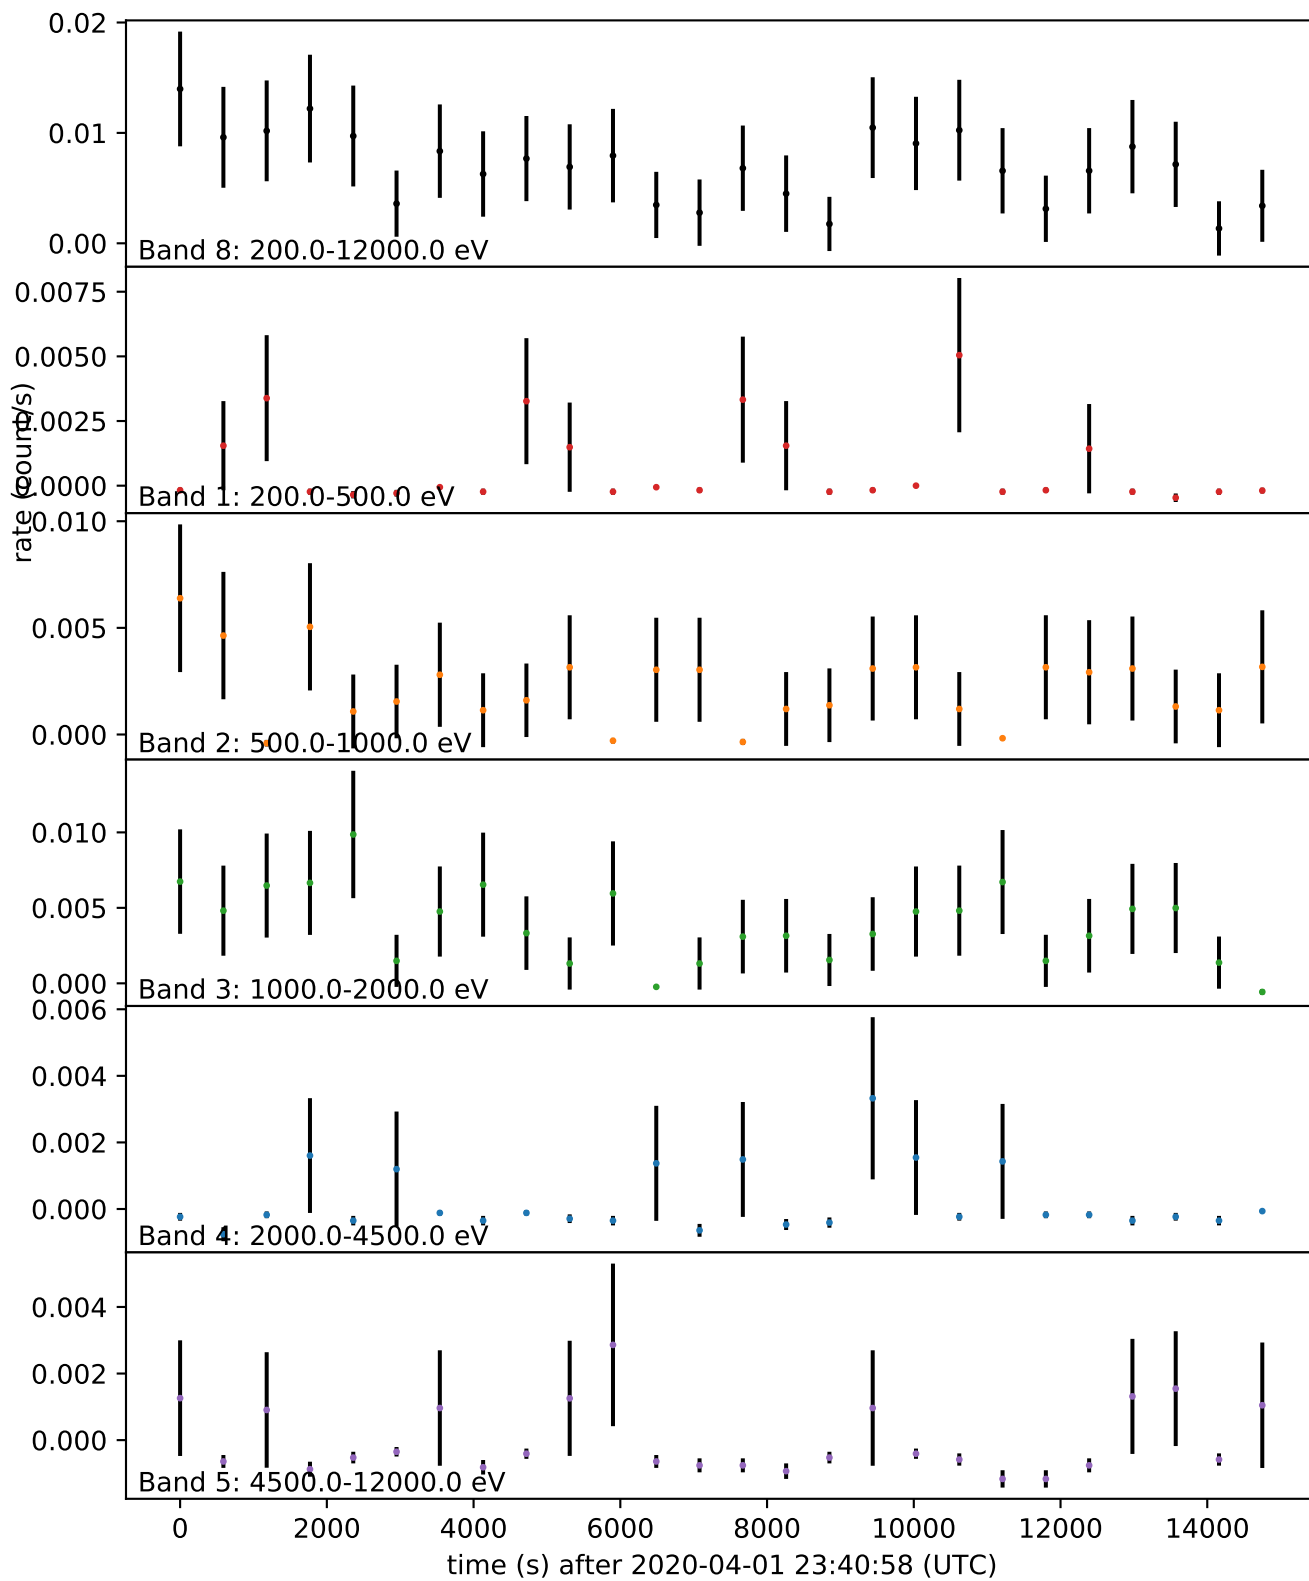 0.02
0.01
0.00
Band 8: 200.0-12000.0 eV
0.0075
0.0050
0.0025
0.0000
Band 1: 200.0-500.0 eV
rate (count/s)
0.010
0.005
0.000
Band 2: 500.0-1000.0 eV
0.010
0.005
0.000
Band 3: 1000.0-2000.0 eV
0.006
0.004
0.002
0.000
Band 4: 2000.0-4500.0 eV
0.004
0.002
0.000
Band 5: 4500.0-12000.0 eV
0 2000 4000 6000 8000 10000 12000 14000
time (s) after 2020-04-01 23:40:58 (UTC)